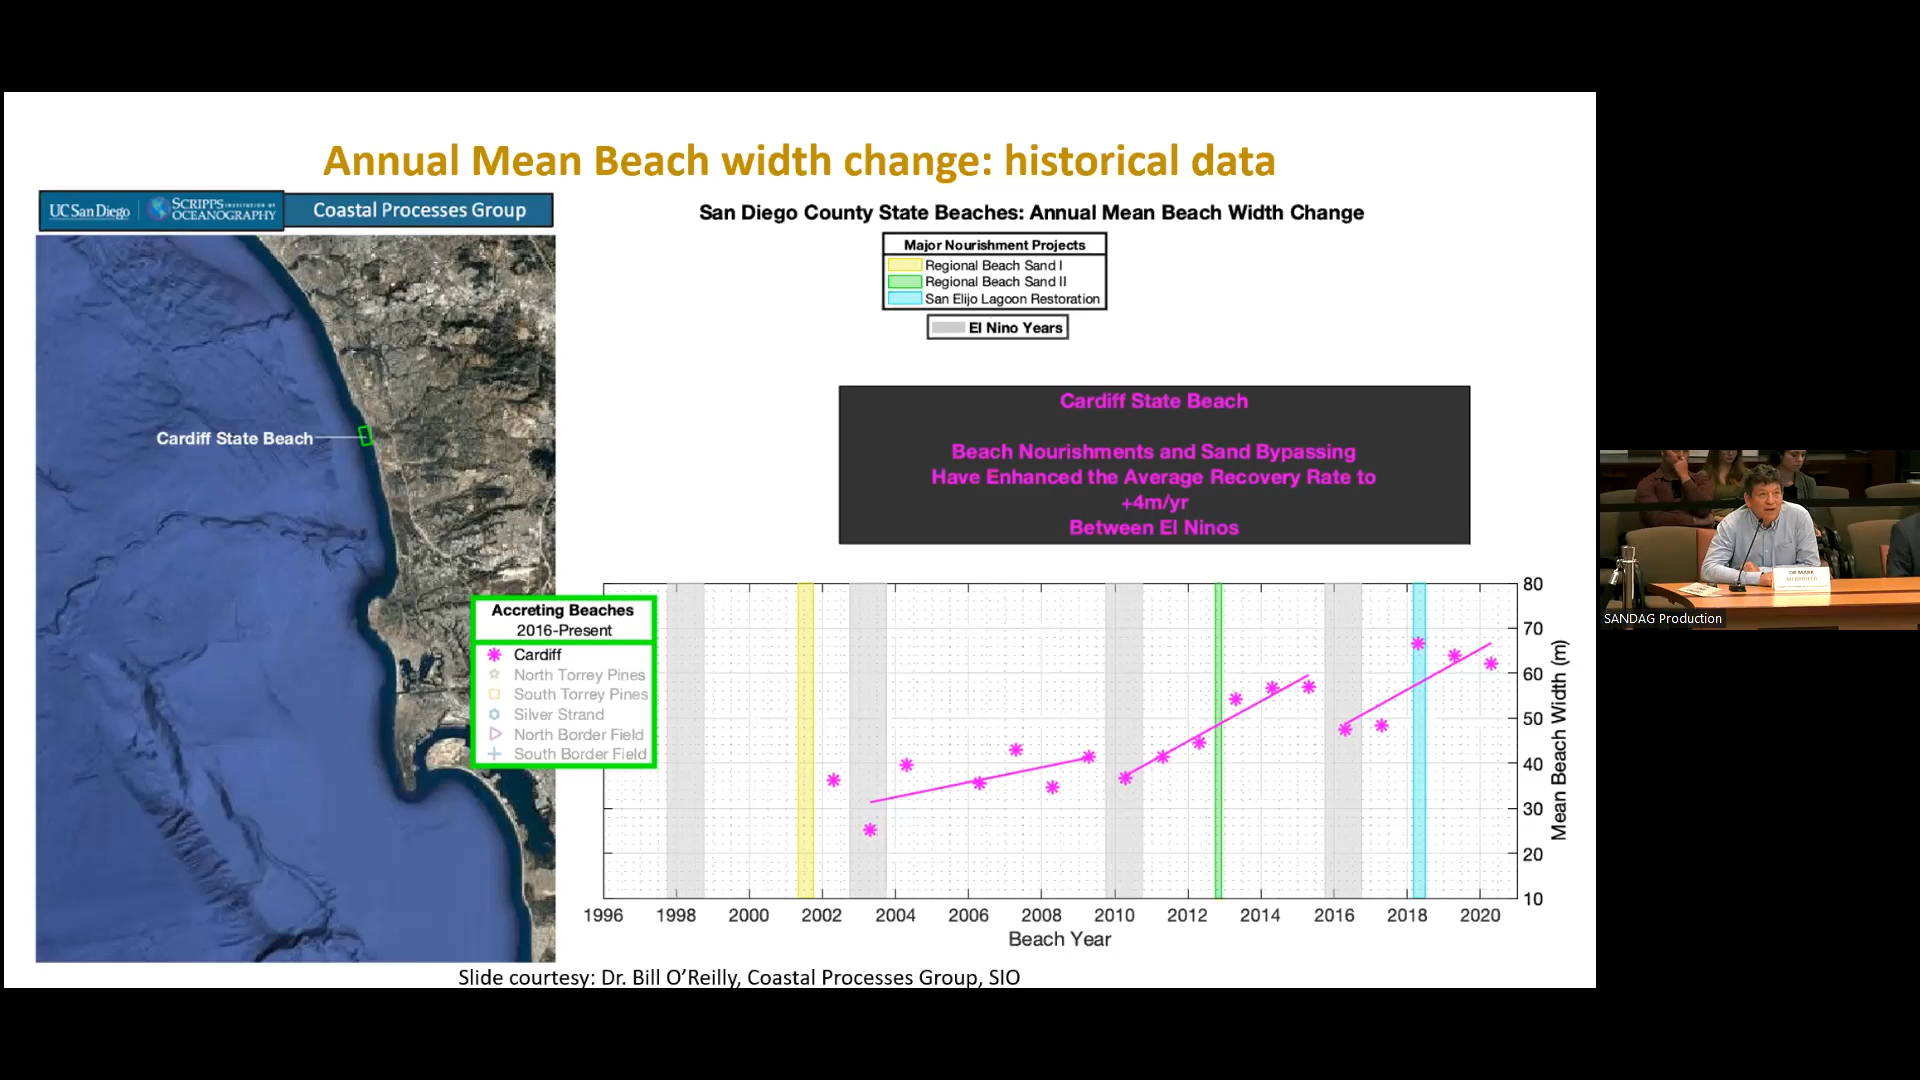 Annual Mean Beach width change: historical data
UC San Diego
SCRIPPS INSTITUTION OF
OCEANOGRAPHY
Coastal Processes Group
Cardiff State Beach
San Diego County State Beaches: Annual Mean Beach Width Change
Major Nourishment Projects
Regional Beach Sand I
Regional Beach Sand II
San Elijo Lagoon Restoration
El Nino Years
Cardiff State Beach
Beach Nourishments and Sand Bypassing
Have Enhanced the Average Recovery Rate to
+4m/yr
Between El Ninos
Accreting Beaches
2016-Present
Cardiff
North Torrey Pines
South Torrey Pines
Silver Strand
North Border Field
South Border Field
80
70
60
50
40
30
20
10
Mean Beach Width (m)
1996 1998 2000 2002 2004 2006 2008 2010 2012 2014 2016 2018 2020
Beach Year
Slide courtesy: Dr. Bill O'Reilly, Coastal Processes Group, SIO
DR MARK
SANDAG Production